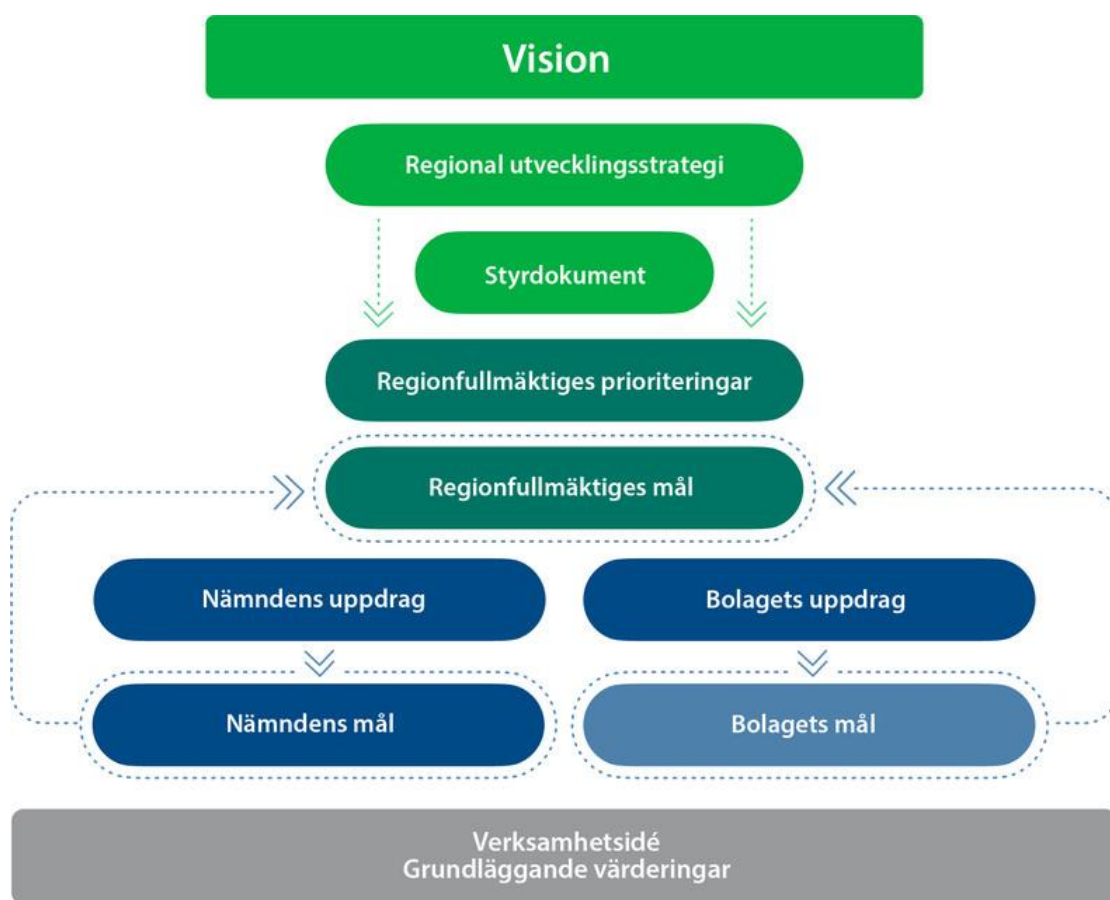 Vision
Regional utvecklingsstrategi
Styrdokument
Regionfullmäktiges prioriteringar
Regionfullmäktiges mål
Nämndens uppdrag
Bolagets uppdrag
Nämndens mål
Bolagets mål
Verksamhetsidé
Grundläggande värderingar